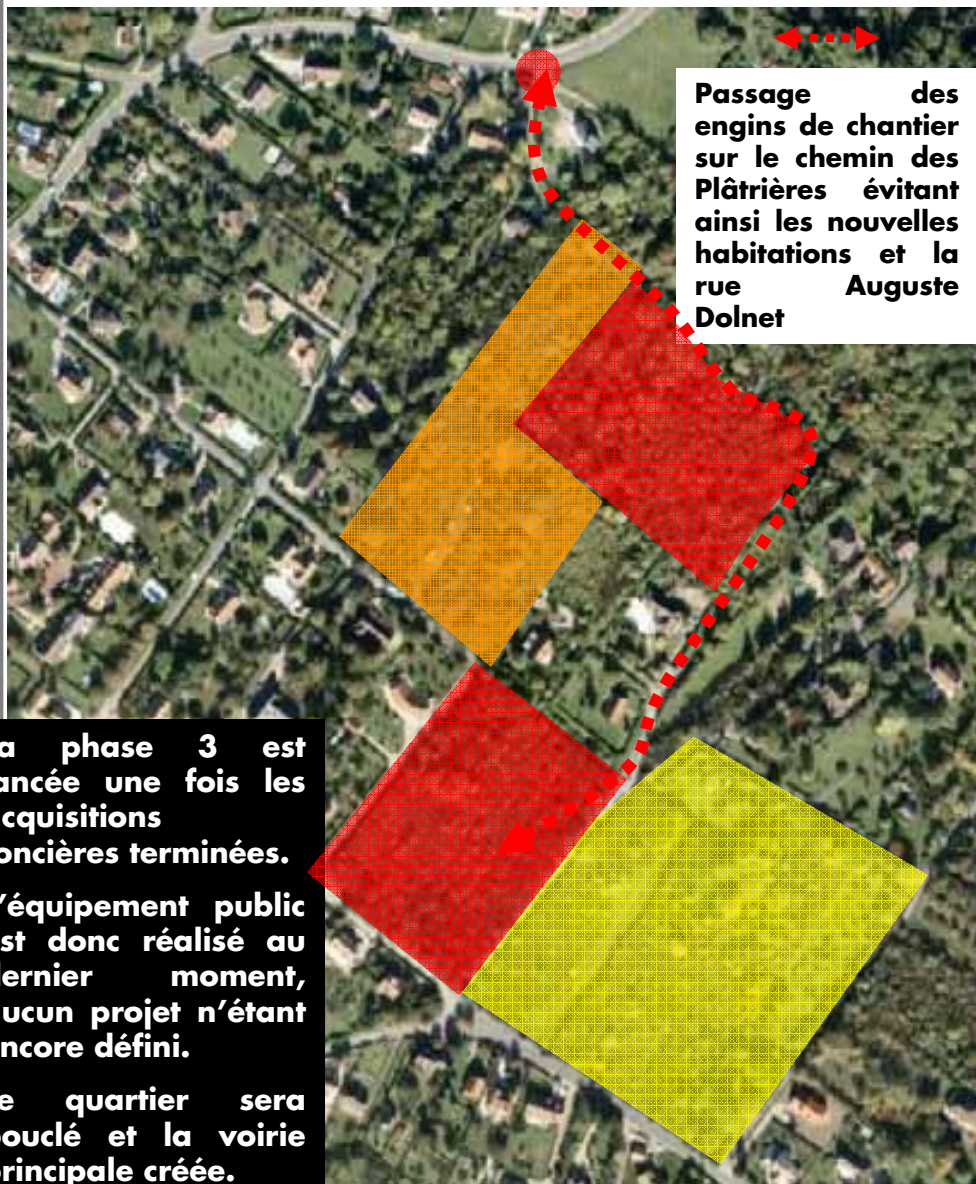 Passage des
engins de chantier
sur le chemin des
Plâtrières évitant
ainsi les nouvelles
habitations et la
rue Auguste
Dolnet
a phase 3 est
ancée une fois les
cquisitions
oncières terminées.
'équipement public
st donc réalisé au
ernier moment,
ucun projet n'étant
ncore défini.
e quartier sera
ouclé et la voirie
rincipale créée.